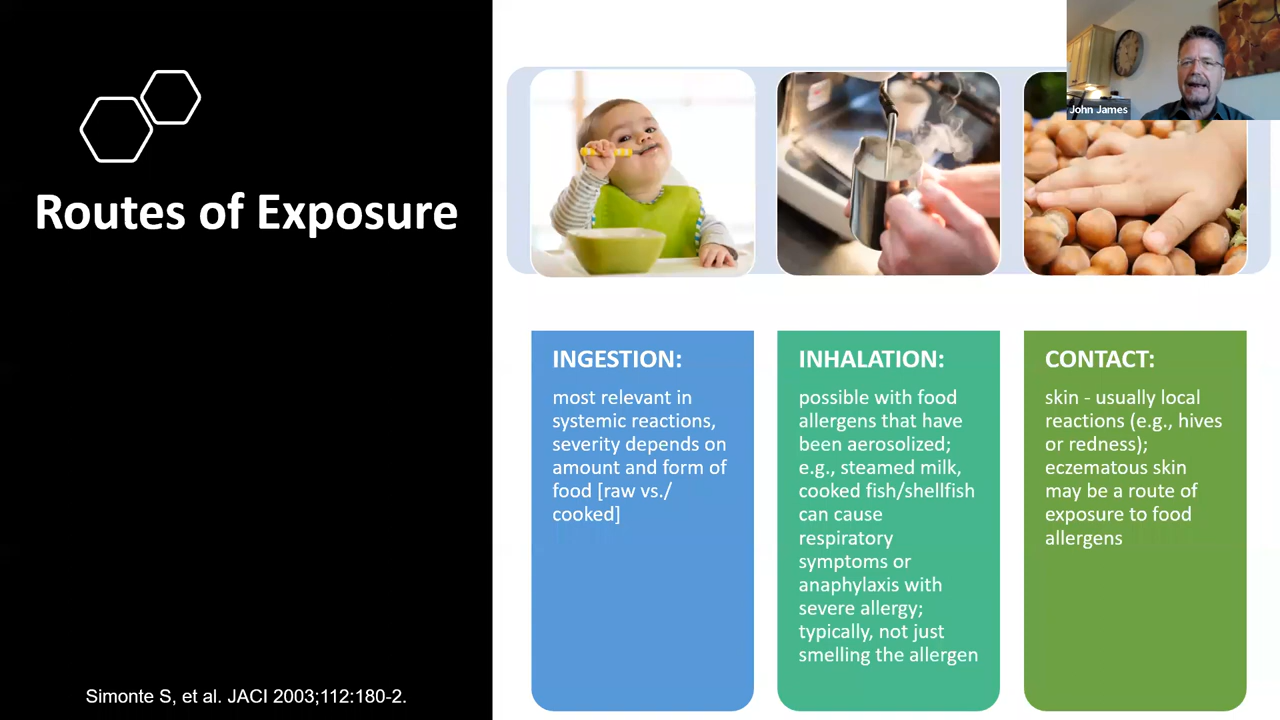 Routes of Exposure
John James
INGESTION:
most relevant in
systemic reactions,
severity depends on
amount and form of
food [raw vs./
cooked]
INHALATION:
possible with food
allergens that have
been aerosolized;
e.g., steamed milk,
cooked fish/shellfish
can cause
respiratory
symptoms or
anaphylaxis with
severe allergy;
typically, not just
smelling the allergen
CONTACT:
skin - usually local
reactions (e.g., hives
or redness);
eczematous skin
may be a route of
exposure to food
allergens
Simonte S, et al. JACI 2003;112:180-2.